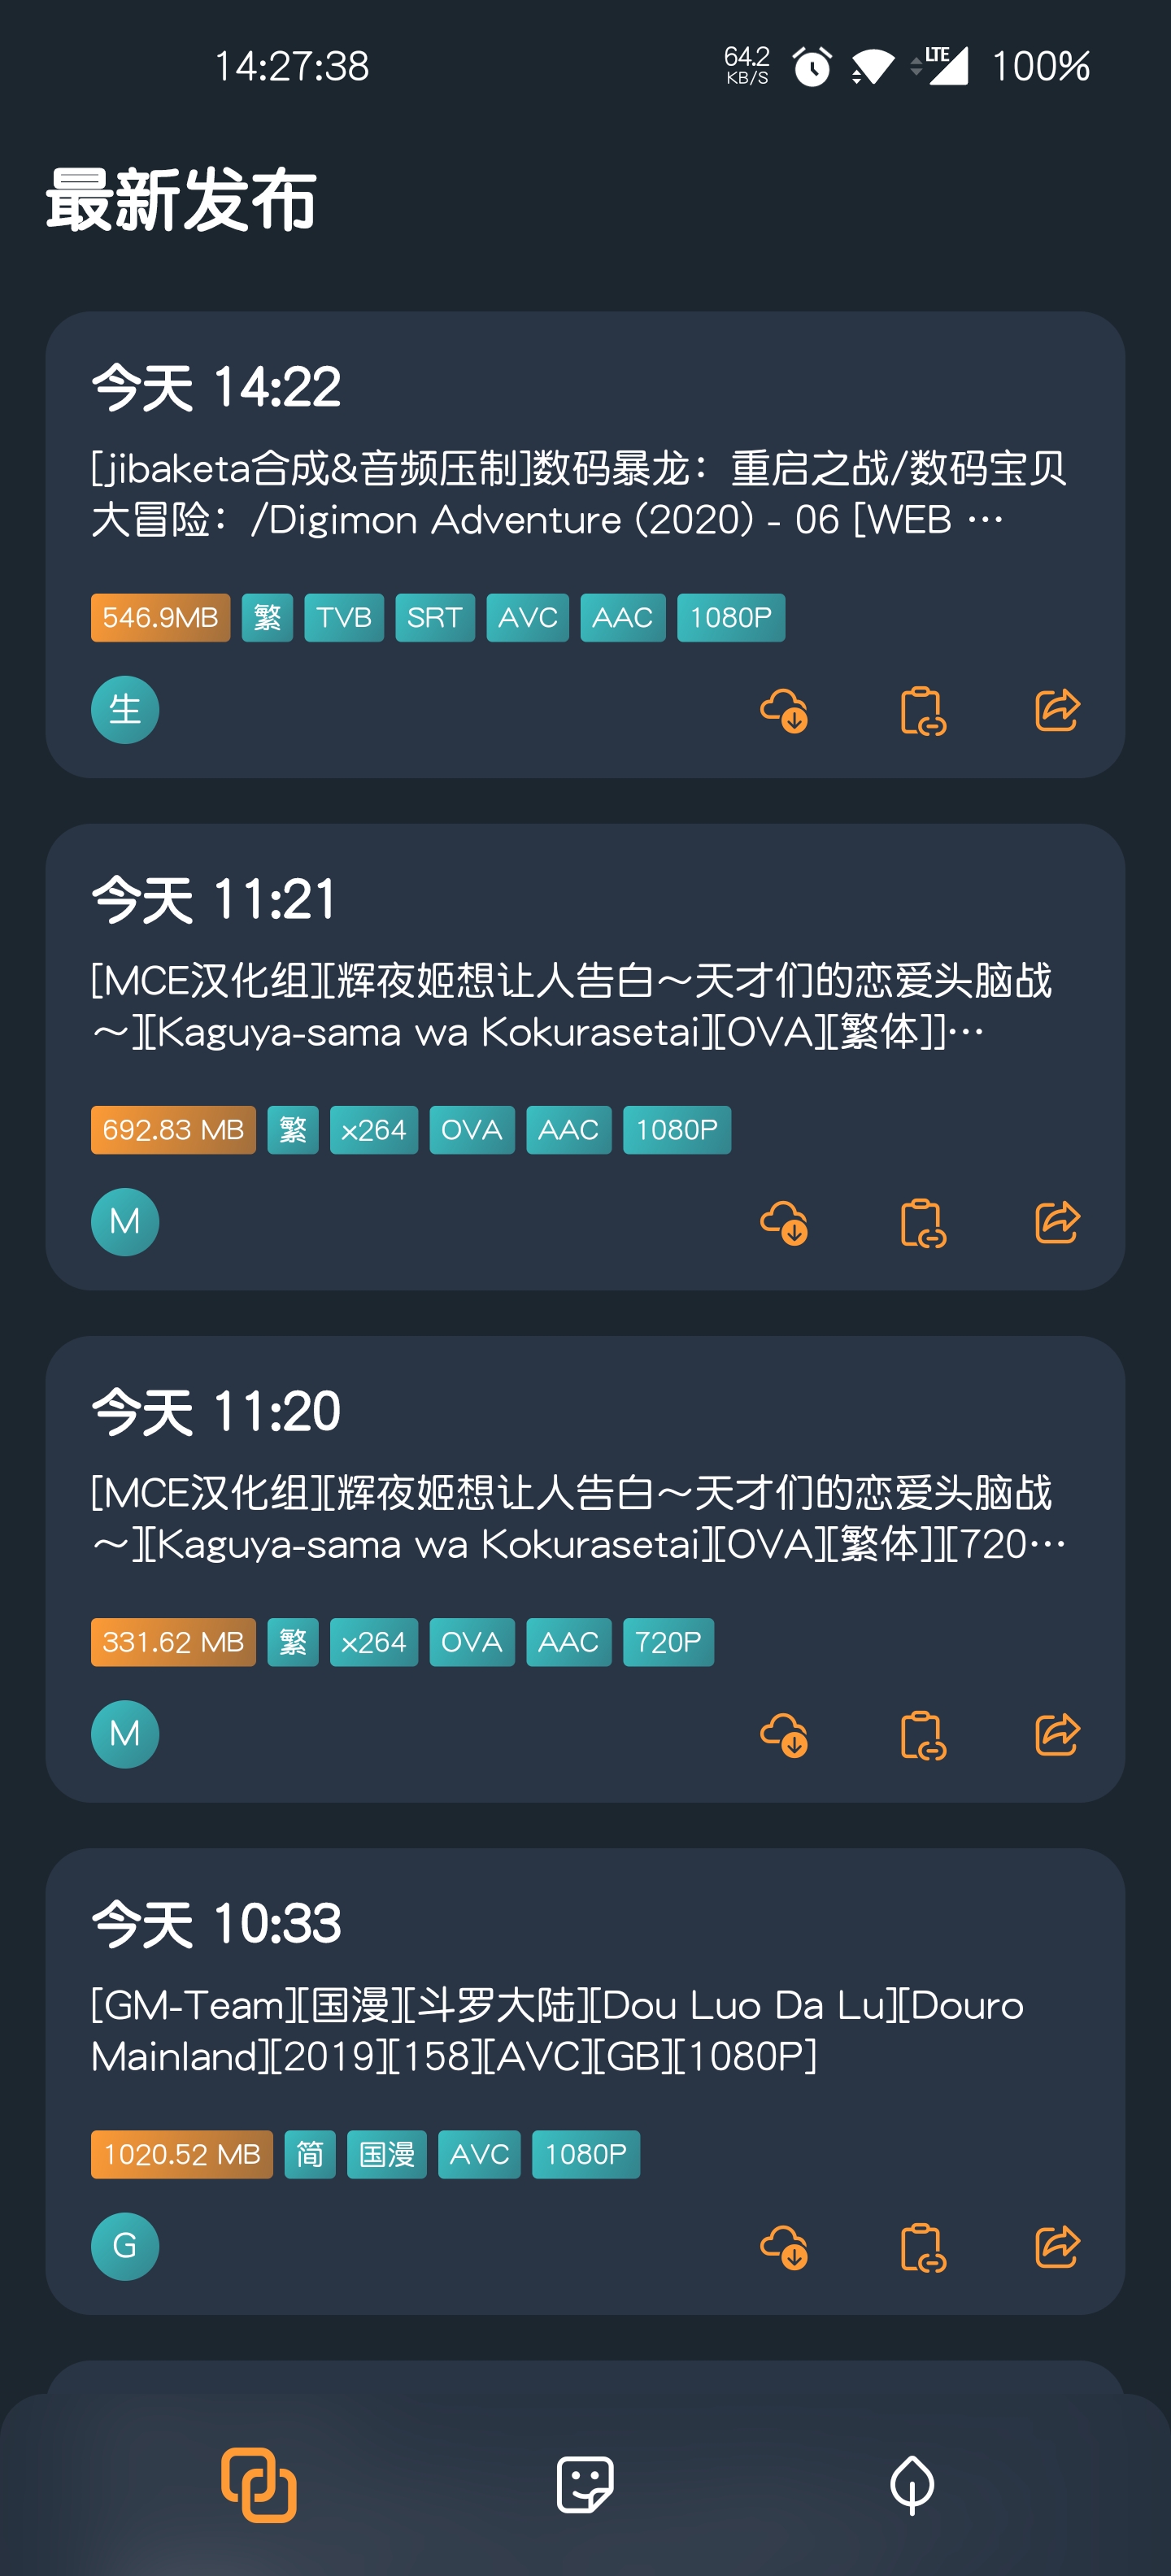 14:27:38
64.2
KB/S
LTE
100%
最新发布
今天 14:22
[jibaketa合成&音频压制]数码暴龙：重启之战/数码宝贝
大冒险：/Digimon Adventure (2020) - 06 [WEB …
546.9MB 繁 TVB SRT AVC AAC 1080P
生
今天 11:21
[MCE汉化组][辉夜姬想让人告白～天才们的恋爱头脑战
～][Kaguya-sama wa Kokurasetai][OVA][繁体]]…
692.83 MB 繁 x264 OVA AAC 1080P
M
今天 11:20
[MCE汉化组][辉夜姬想让人告白～天才们的恋爱头脑战
～][Kaguya-sama wa Kokurasetai][OVA][繁体]][720…
331.62 MB 繁 x264 OVA AAC 720P
M
今天 10:33
[GM-Team][国漫][斗罗大陆][Dou Luo Da Lu][Douro
Mainland][2019][158][AVC][GB][1080P]
1020.52 MB 简 国漫 AVC 1080P
G